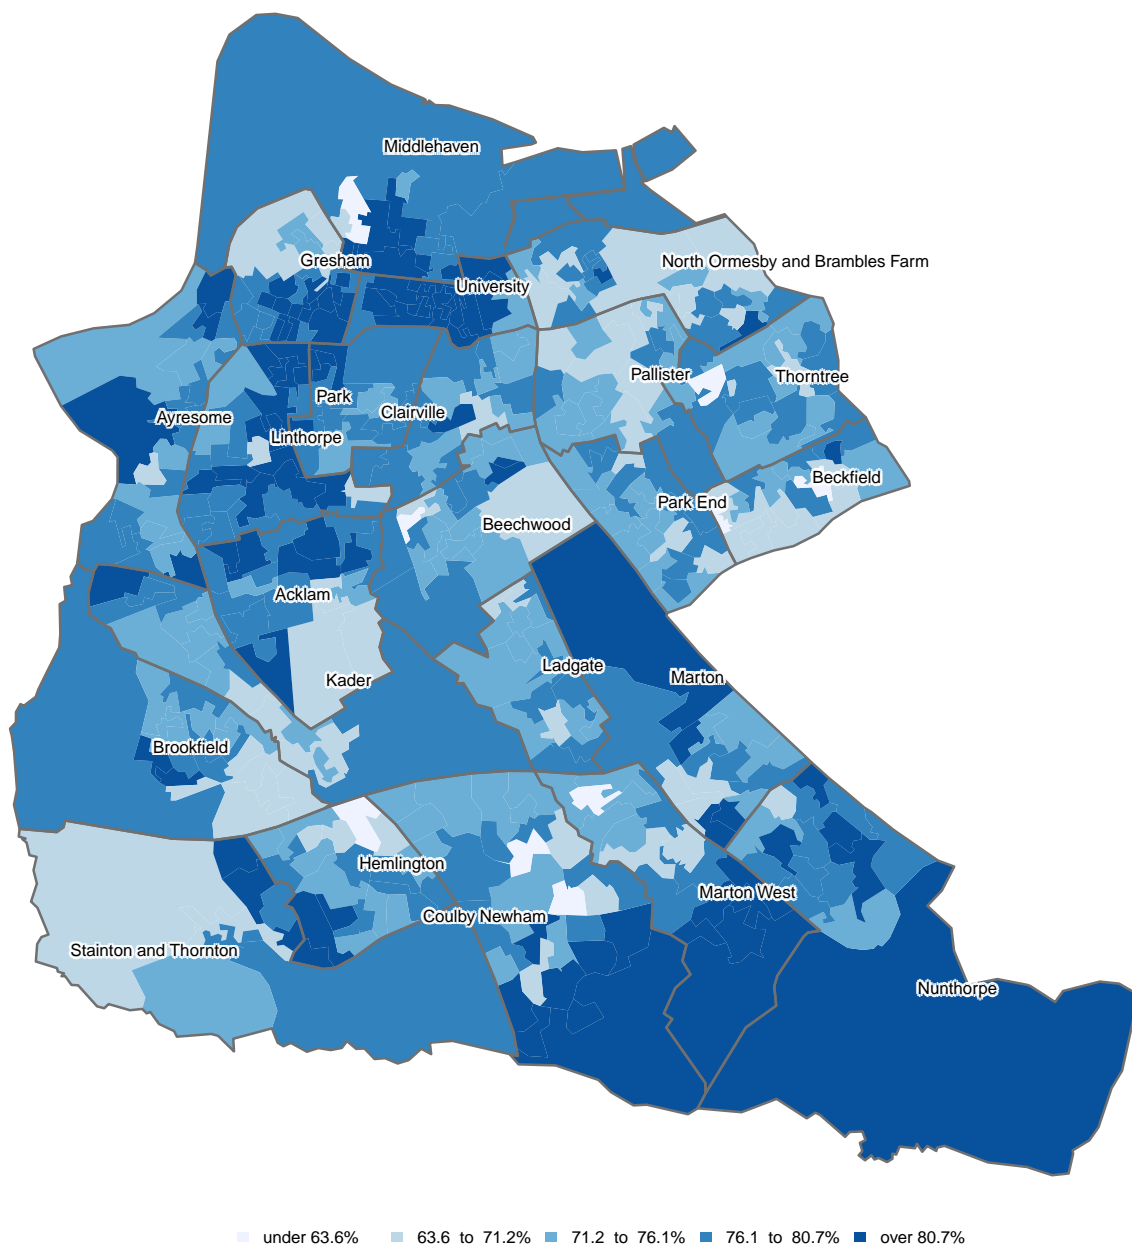 Middlehaven
Gresham
North Ormesby and Brambles Farm
University
Pallister
Thorntree
Park
Clairville
Ayresome
Linthorpe
Beckfield
Park End
Beechwood
Acklam
Ladgate
Marton
Kader
Brookfield
Hemlington
Marton West
Coulby Newham
Stainton and Thornton
Nunthorpe
under 63.6% 63.6 to 71.2% 71.2 to 76.1% 76.1 to 80.7% over 80.7%